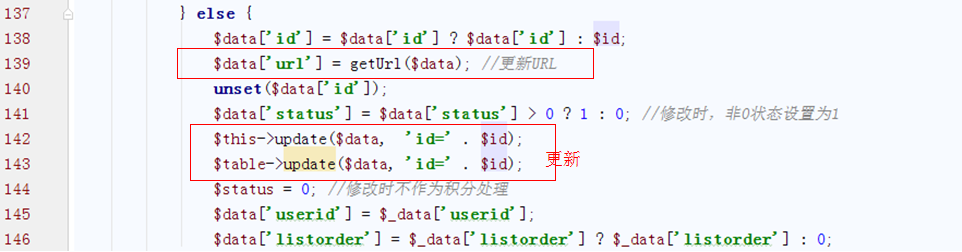 137 } else {
138 $data['id'] = $data['id'] ? $data['id'] : $id;
139 $data['url'] = getUrl($data); //更新URL
140 unset($data['id']);
141 $data['status'] = $data['status'] > 0 ? 1 : 0; //修改时，非0状态设置为1
142 $this->update($data, 'id=' . $id);
143 $table->update($data, 'id=' . $id); 更新
144 $status = 0; //修改时不作为积分处理
145 $data['userid'] = $_data['userid'];
146 $data['listorder'] = $_data['listorder'] ? $_data['listorder'] : 0;